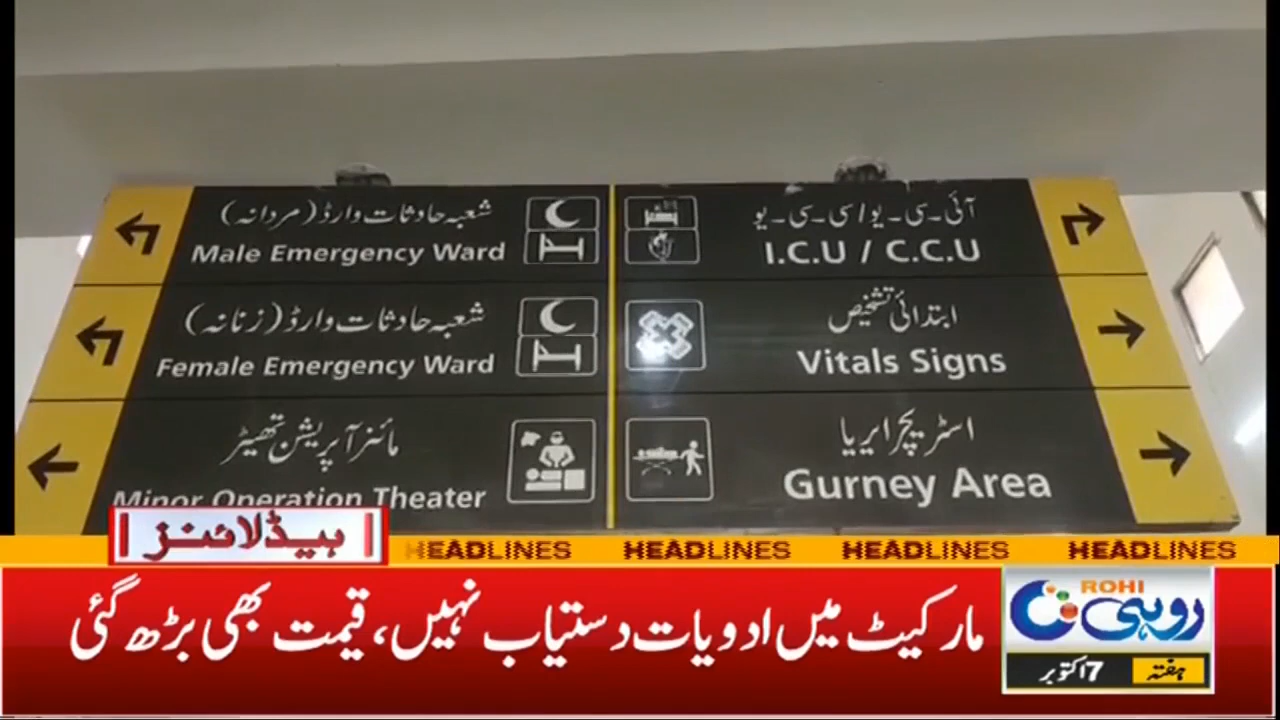 شعبہ حادثات وارڈ (مردانہ)
Male Emergency Ward
شعبہ حادثات وارڈ (زنانہ)
Female Emergency Ward
مائنر آپریشن تھیٹر
Minor Operation Theater
آئی۔سی۔یو/سی۔سی۔یو
I.C.U / C.C.U
ابتدائی تشخیص
Vitals Signs
اسٹریچر ایریا
Gurney Area
ہیڈلائنز
HEADLINES HEADLINES HEADLINES HEADLINES
مارکیٹ میں ادویات دستیاب نہیں، قیمت بھی بڑھ گئی
ROHI
روہی
ہفتہ 7 اکتوبر